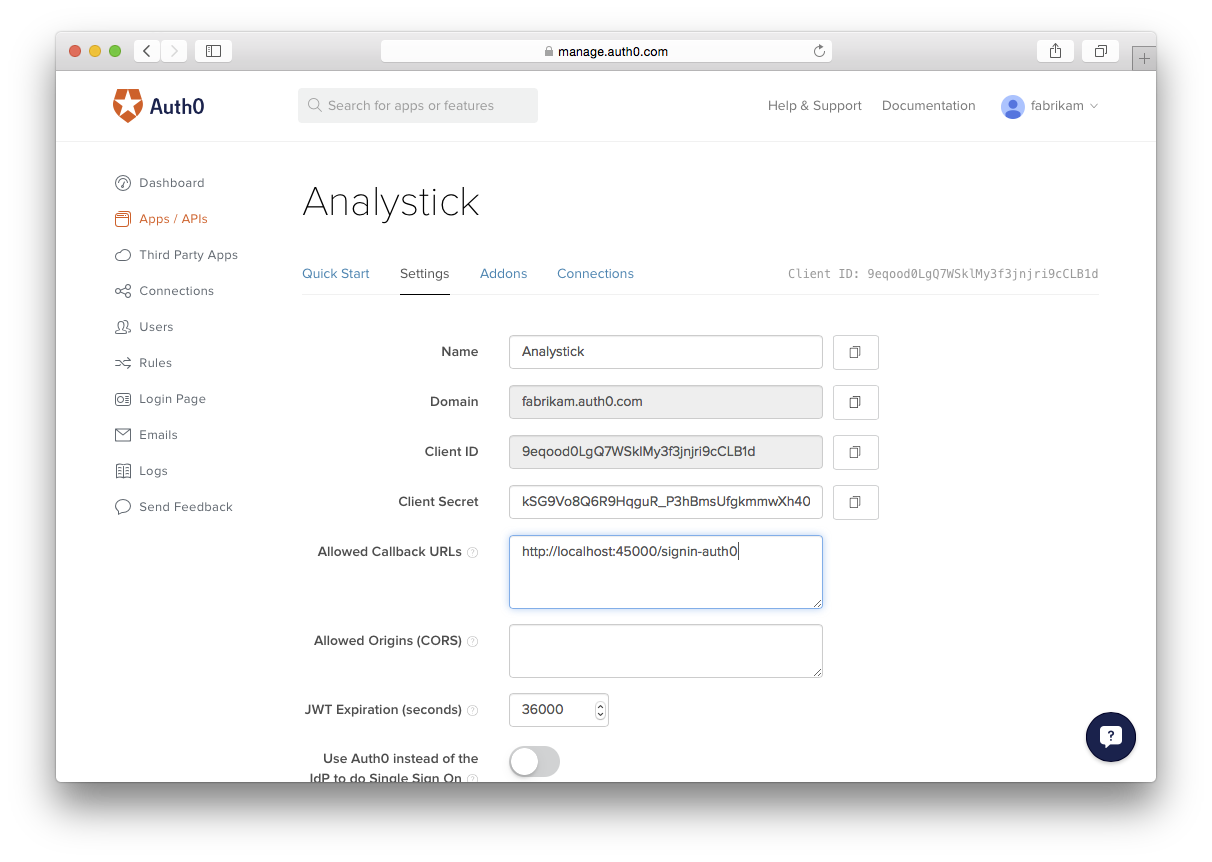 manage.auth0.com
Auth0
Search for apps or features
Help & Support
Documentation
fabrikam
Dashboard
Apps / APIs
Third Party Apps
Connections
Users
Rules
Login Page
Emails
Logs
Send Feedback
Analystick
Quick Start
Settings
Addons
Connections
Client ID: 9eqood0LgQ7WSklMy3f3jnjri9cCLB1d
Name
Analystick
Domain
fabrikam.auth0.com
Client ID
9eqood0LgQ7WSklMy3f3jnjri9cCLB1d
Client Secret
kSG9Vo8Q6R9HqguR_P3hBmsUfgkmmwXh40
Allowed Callback URLs ?
http://localhost:45000/signin-auth0
Allowed Origins (CORS) ?
JWT Expiration (seconds) ?
36000
Use Auth0 instead of the
IdP to do Single Sign On ?
?